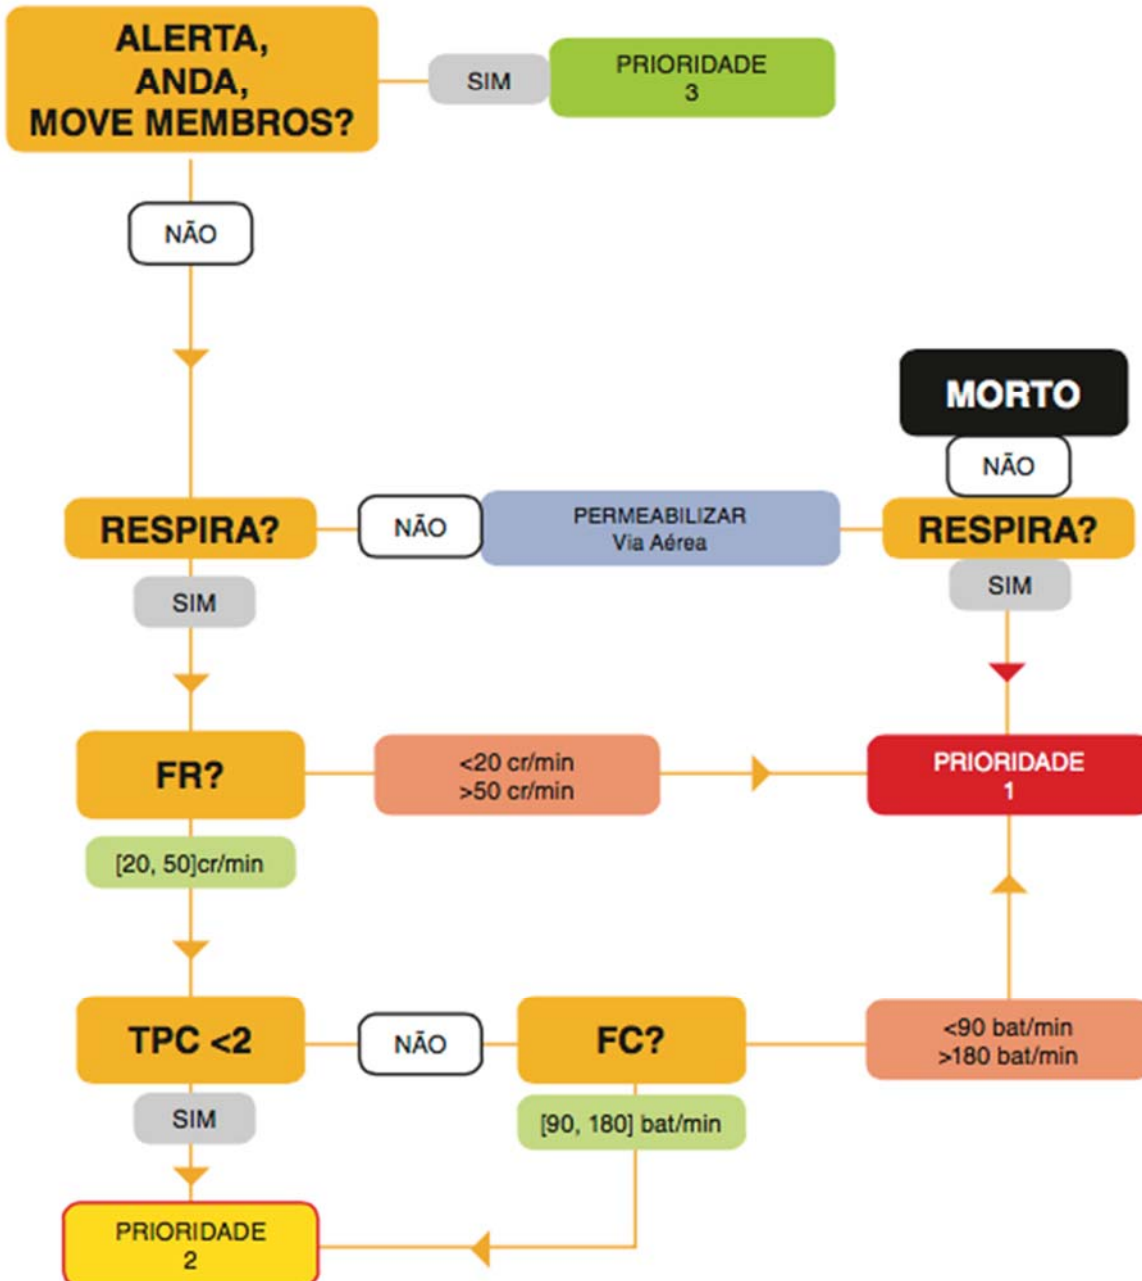 ALERTA,
ANDA,
MOVE MEMBROS?
SIM
PRIORIDADE
3
NÃO
MORTO
NÃO
RESPIRA?
NÃO
PERMEABILIZAR
Via Aérea
RESPIRA?
SIM
SIM
FR?
<20 cr/min
>50 cr/min
PRIORIDADE
1
[20, 50]cr/min
TPC <2
NÃO
FC?
<90 bat/min
>180 bat/min
SIM
[90, 180] bat/min
PRIORIDADE
2